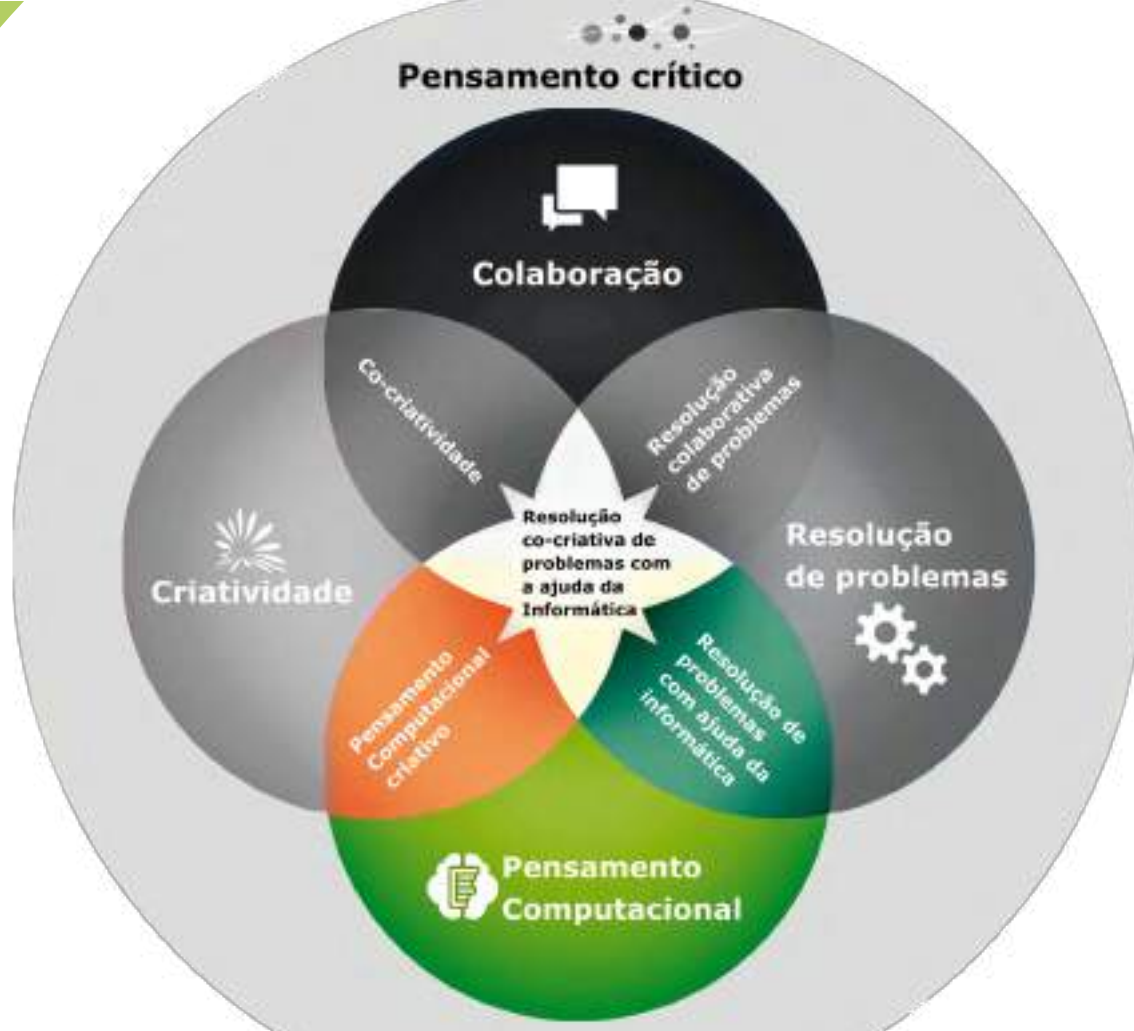 Pensamento crítico
Colaboração
Co-criatividade
Resolução
colaborativa
de problemas
Criatividade
Resolução
co-criativa de
problemas com
a ajuda da
Informática
Resolução
de problemas
Pensamento
Computacional
criativo
Resolução de
problemas
com ajuda da
informática
Pensamento
Computacional